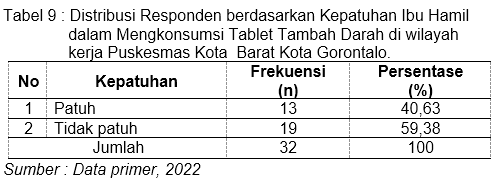 Tabel 9 : Distribusi Responden berdasarkan Kepatuhan Ibu Hamil
dalam Mengkonsumsi Tablet Tambah Darah di wilayah
kerja Puskesmas Kota Barat Kota Gorontalo.
No Kepatuhan Frekuensi (n) Persentase (%)
1 Patuh 13 40,63
2 Tidak patuh 19 59,38
Jumlah 32 100
Sumber : Data primer, 2022